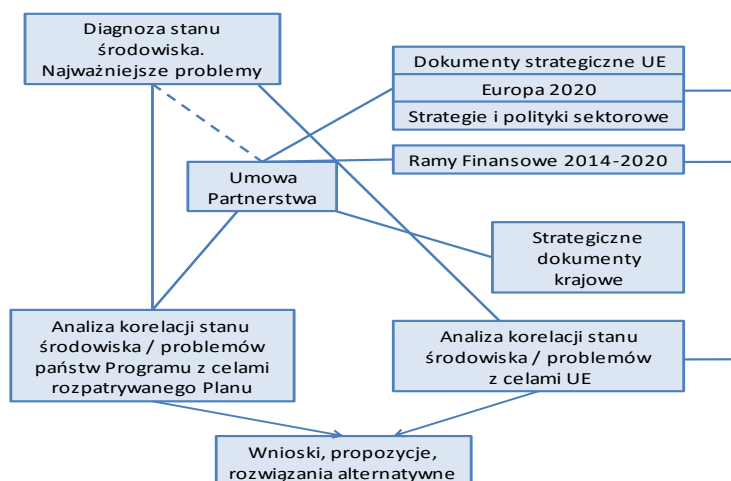 Diagnoza stanu
środowiska.
Najważniejsze problemy
Dokumenty strategiczne UE
Europa 2020
Strategie i polityki sektorowe
Ramy Finansowe 2014-2020
Umowa
Partnerstwa
Strategiczne
dokumenty
krajowe
Analiza korelacji stanu
środowiska / problemów
państw Programu z celami
rozpatrywanego Planu
Analiza korelacji stanu
środowiska / problemów
z celami UE
Wnioski, propozycje,
rozwiązania alternatywne